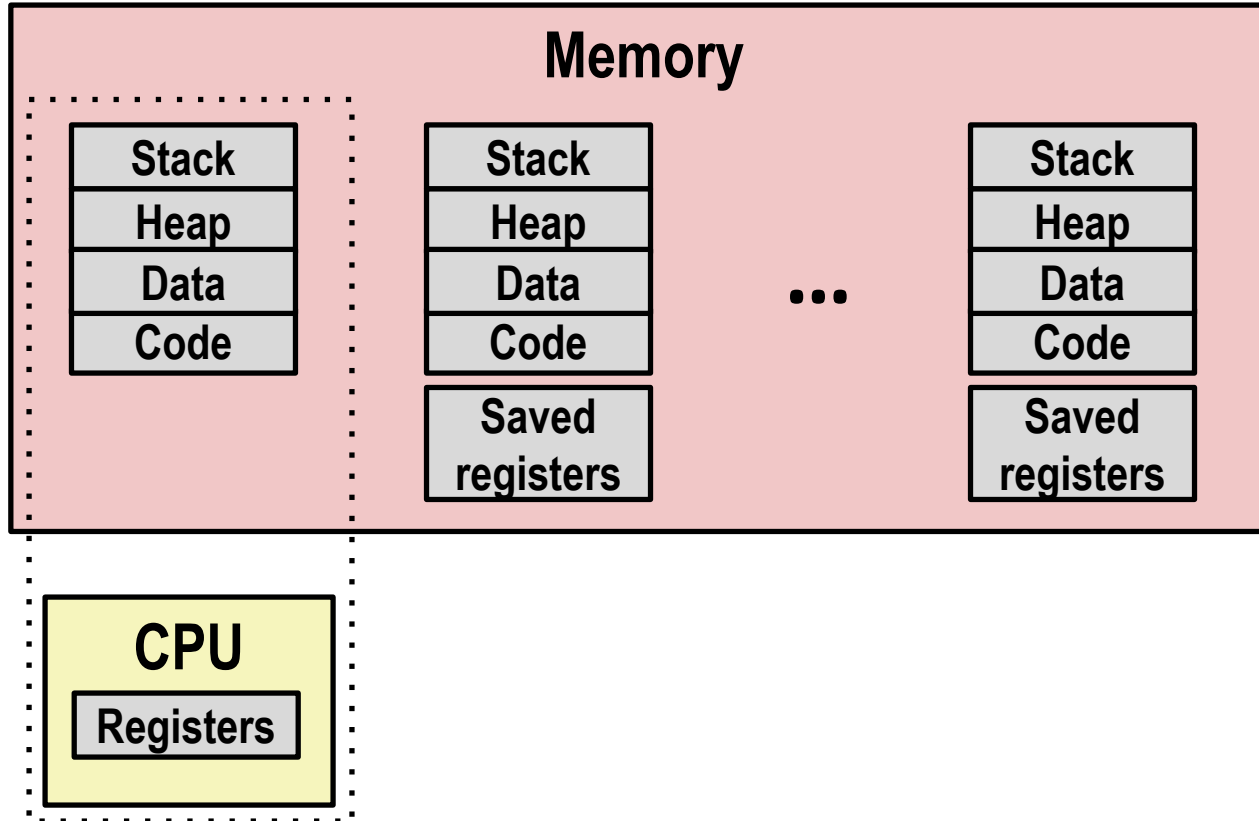 Memory
Stack
Heap
Data
Code
Stack
Heap
Data
Code
Saved
registers
...
Stack
Heap
Data
Code
Saved
registers
CPU
Registers